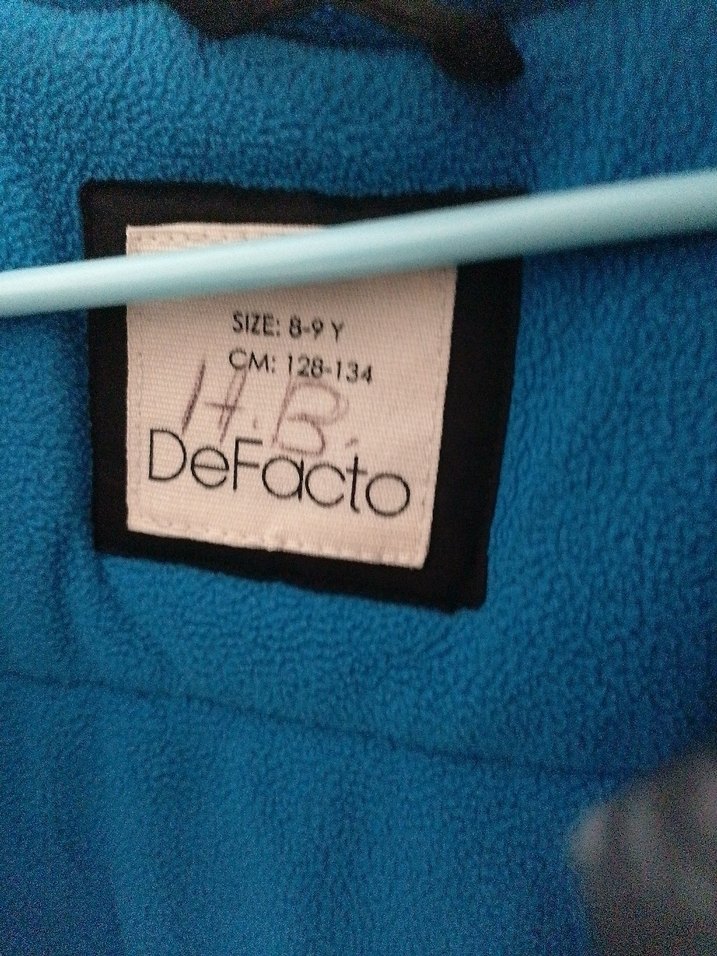 SIZE: 8-9 Y
CM: 128-134
H.B.
DeFacto